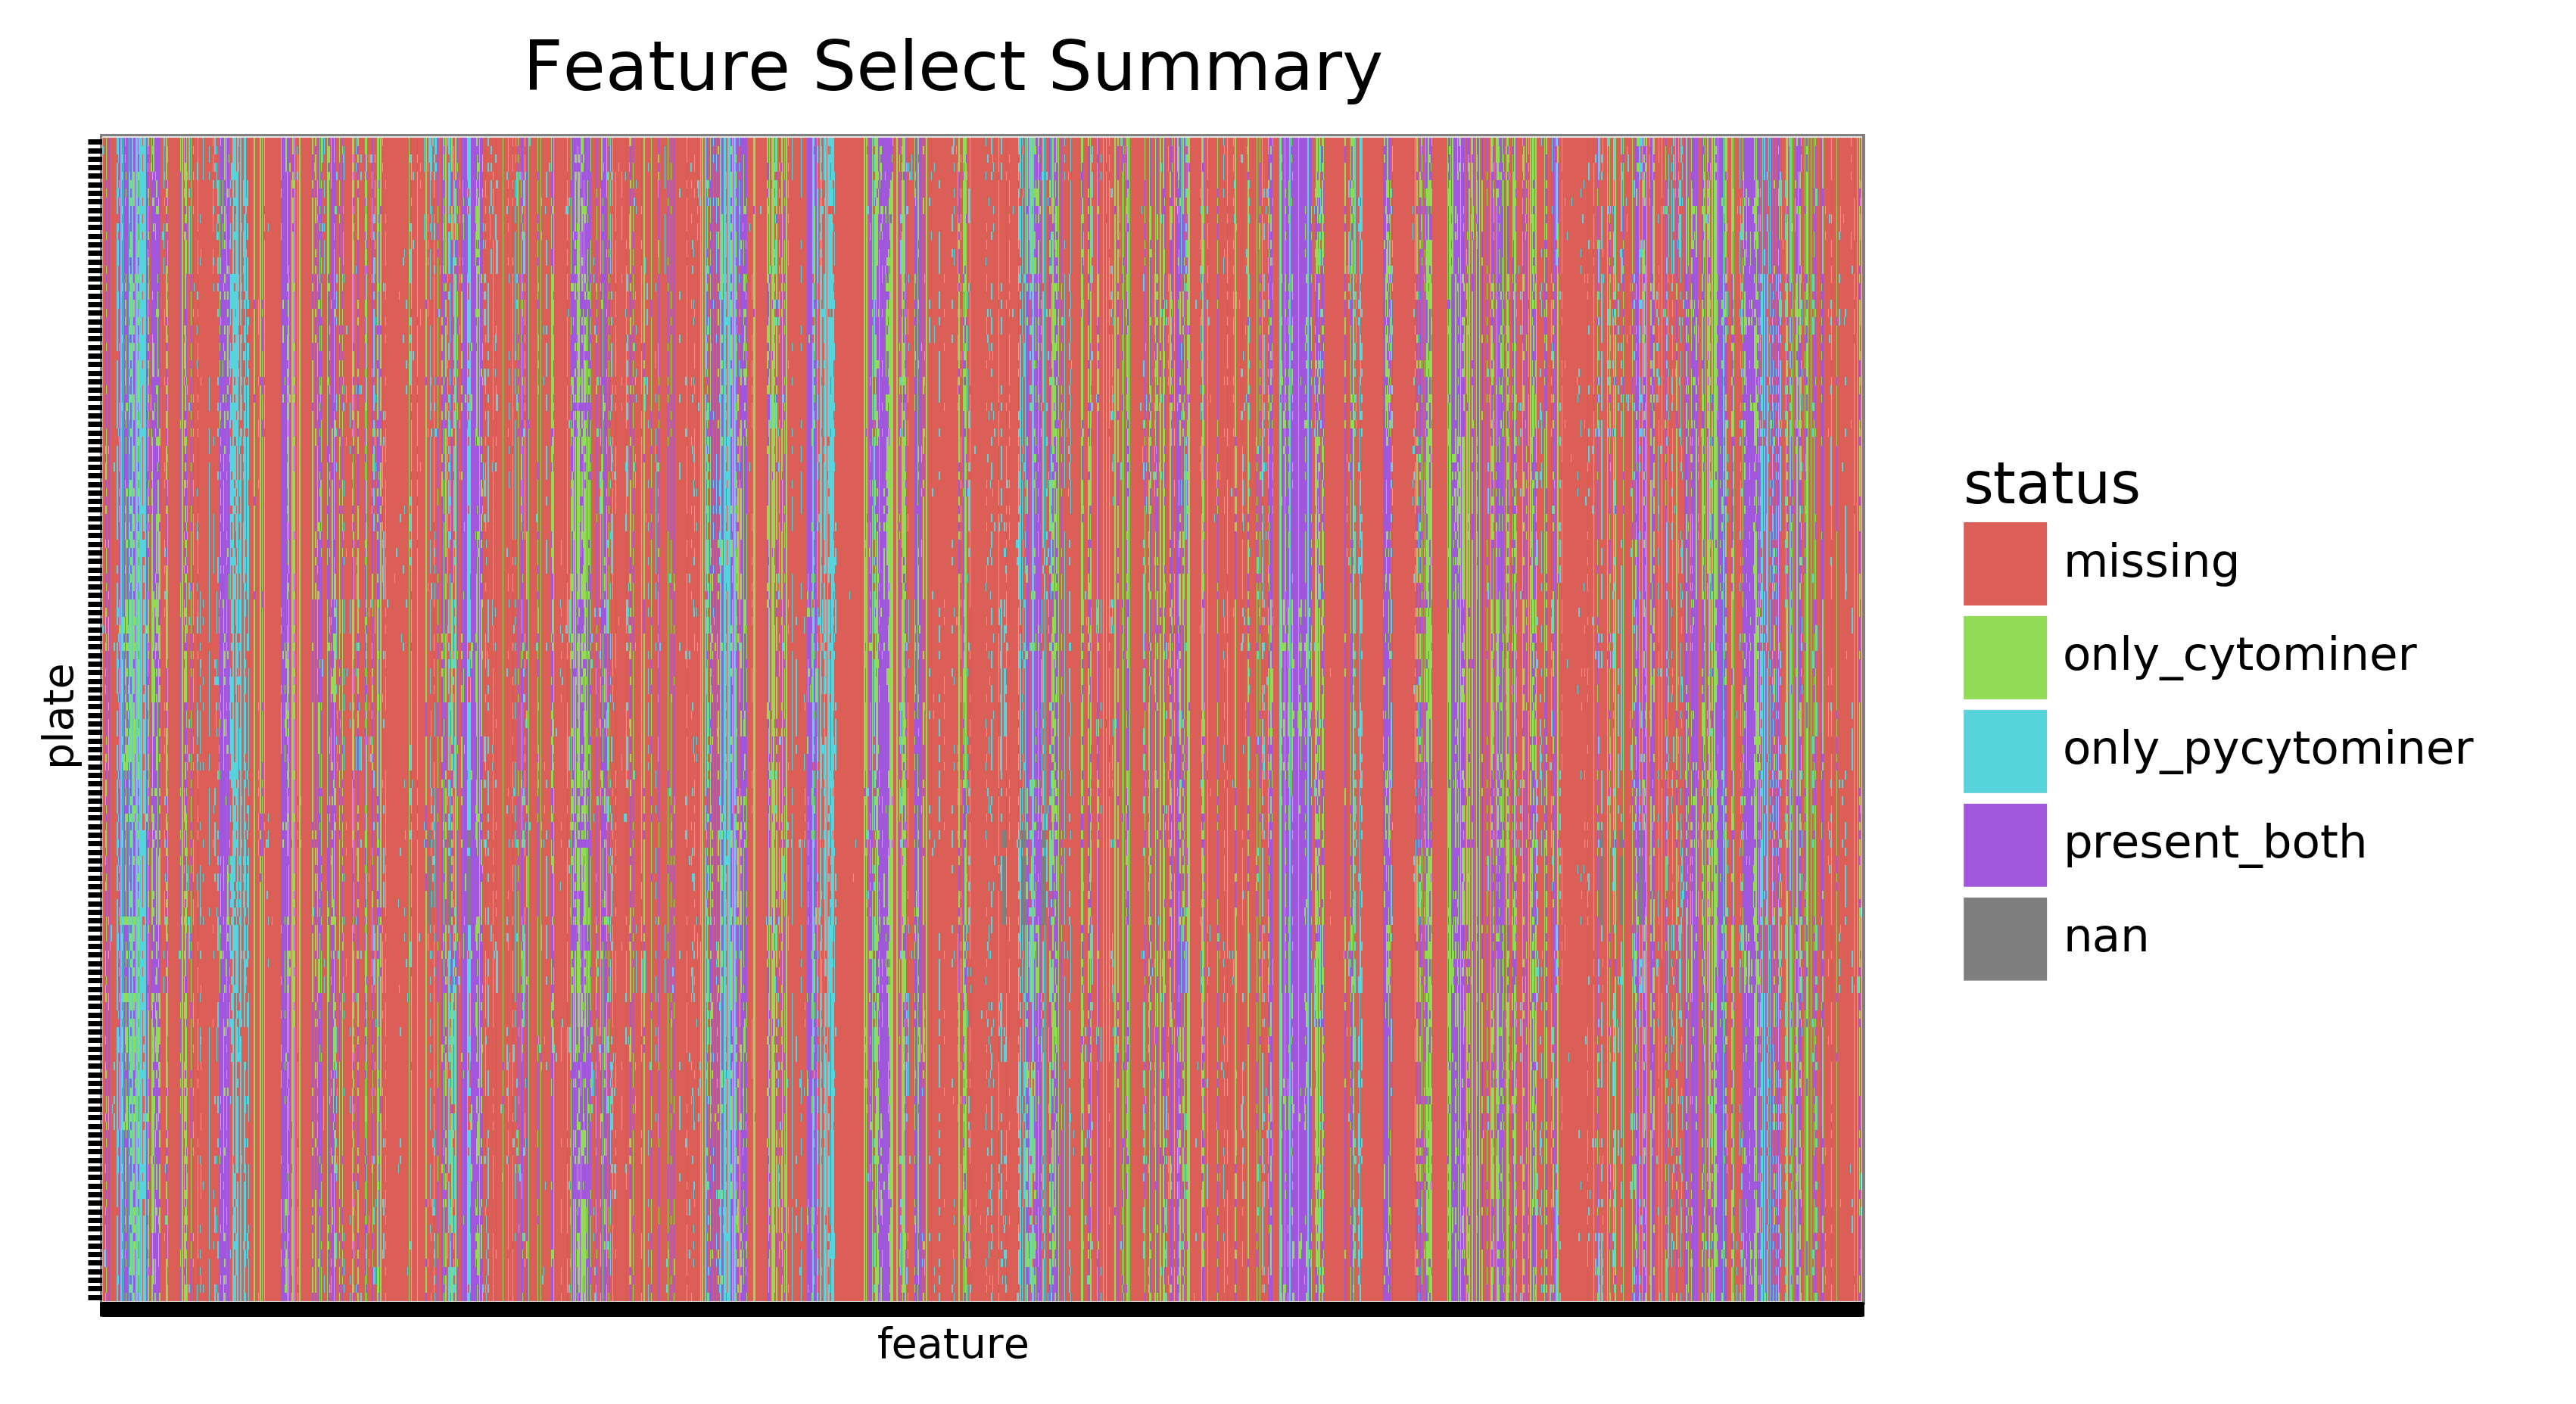 Feature Select Summary
plate
feature
status
missing
only_cytominer
only_pycytominer
present_both
nan